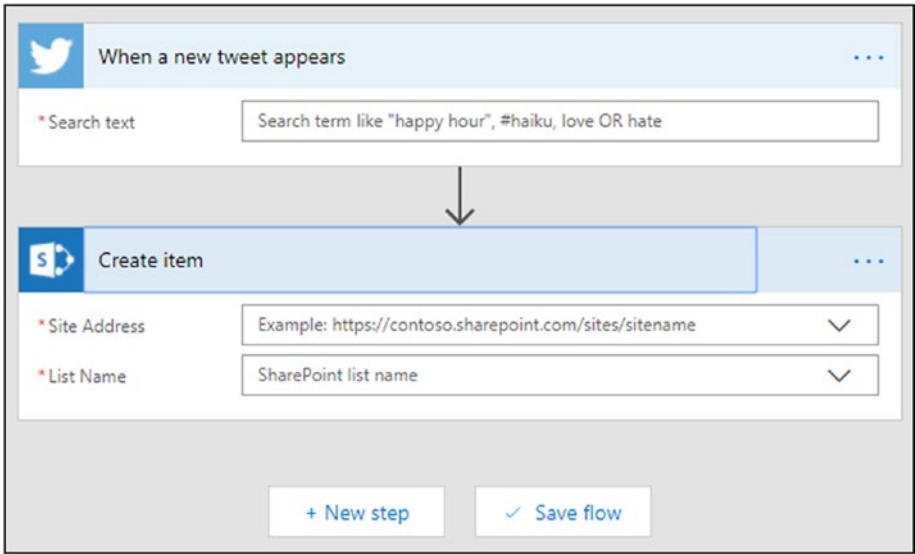 When a new tweet appears
...
* Search text
Search term like "happy hour", #haiku, love OR hate
S
Create item
...
* Site Address
Example: https://contoso.sharepoint.com/sites/sitename
* List Name
SharePoint list name
+ New step
Save flow